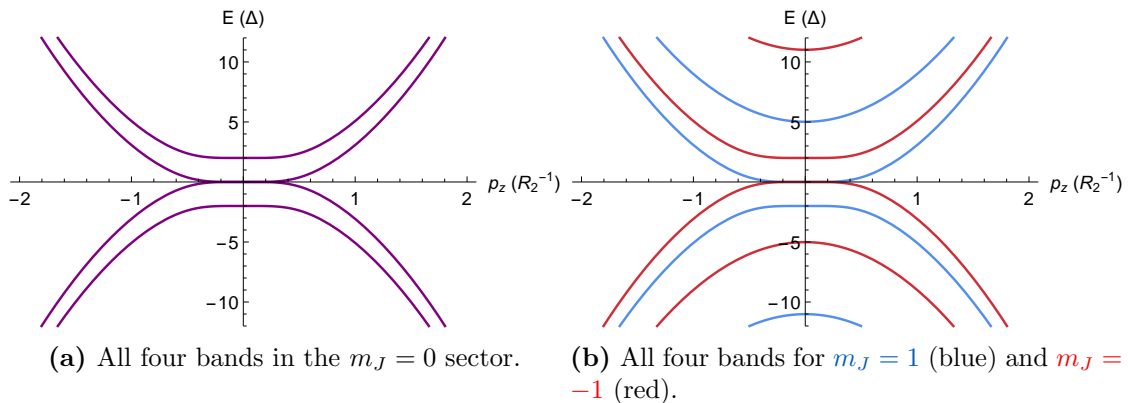 E (Δ)
10
5
-5
-10
-2
-1
1
2
p_z (R_2^{-1})
E (Δ)
10
5
-5
-10
-2
-1
1
2
p_z (R_2^{-1})
(a) All four bands in the m_J = 0 sector.
(b) All four bands for m_J = 1 (blue) and m_J =
−1 (red).